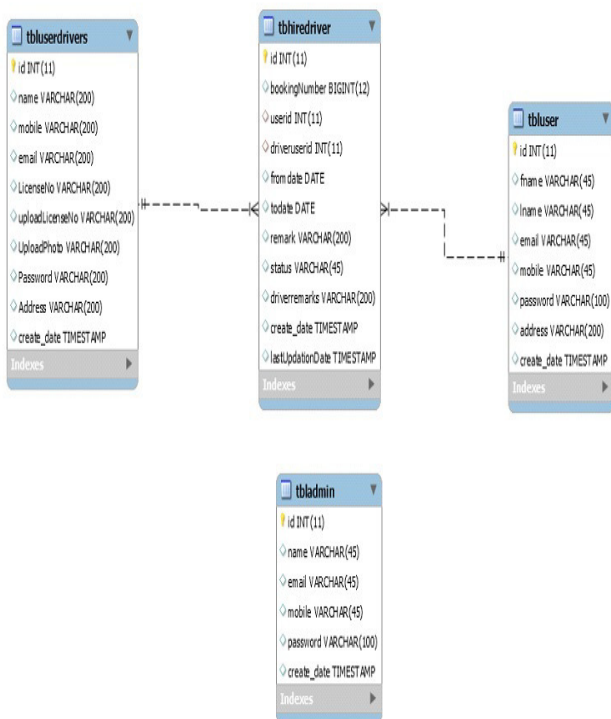 tbluserdrivers
id INT(11)
name VARCHAR(200)
mobile VARCHAR(200)
email VARCHAR(200)
LicenseNo VARCHAR(200)
uploadLicenseNo VARCHAR(200)
UploadPhoto VARCHAR(200)
Password VARCHAR(200)
Address VARCHAR(200)
create_date TIMESTAMP
Indexes
tblhiredriver
id INT(11)
bookingNumber BIGINT(12)
userid INT(11)
driveruserid INT(11)
fromdate DATE
todate DATE
remark VARCHAR(200)
status VARCHAR(45)
driverremarks VARCHAR(200)
create_date TIMESTAMP
lastUpdationDate TIMESTAMP
Indexes
tbluser
id INT(11)
fname VARCHAR(45)
lname VARCHAR(45)
email VARCHAR(45)
mobile VARCHAR(45)
password VARCHAR(100)
address VARCHAR(200)
create_date TIMESTAMP
Indexes
tbladmin
id INT(11)
name VARCHAR(45)
email VARCHAR(45)
mobile VARCHAR(45)
password VARCHAR(100)
create_date TIMESTAMP
Indexes